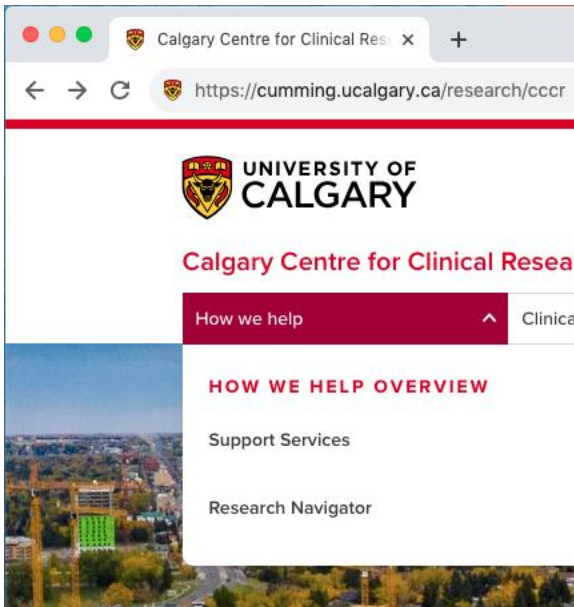 Calgary Centre for Clinical Res
https://cumming.ucalgary.ca/research/cccr
UNIVERSITY OF
CALGARY
Calgary Centre for Clinical Resea
How we help
Clinica
HOW WE HELP OVERVIEW
Support Services
Research Navigator